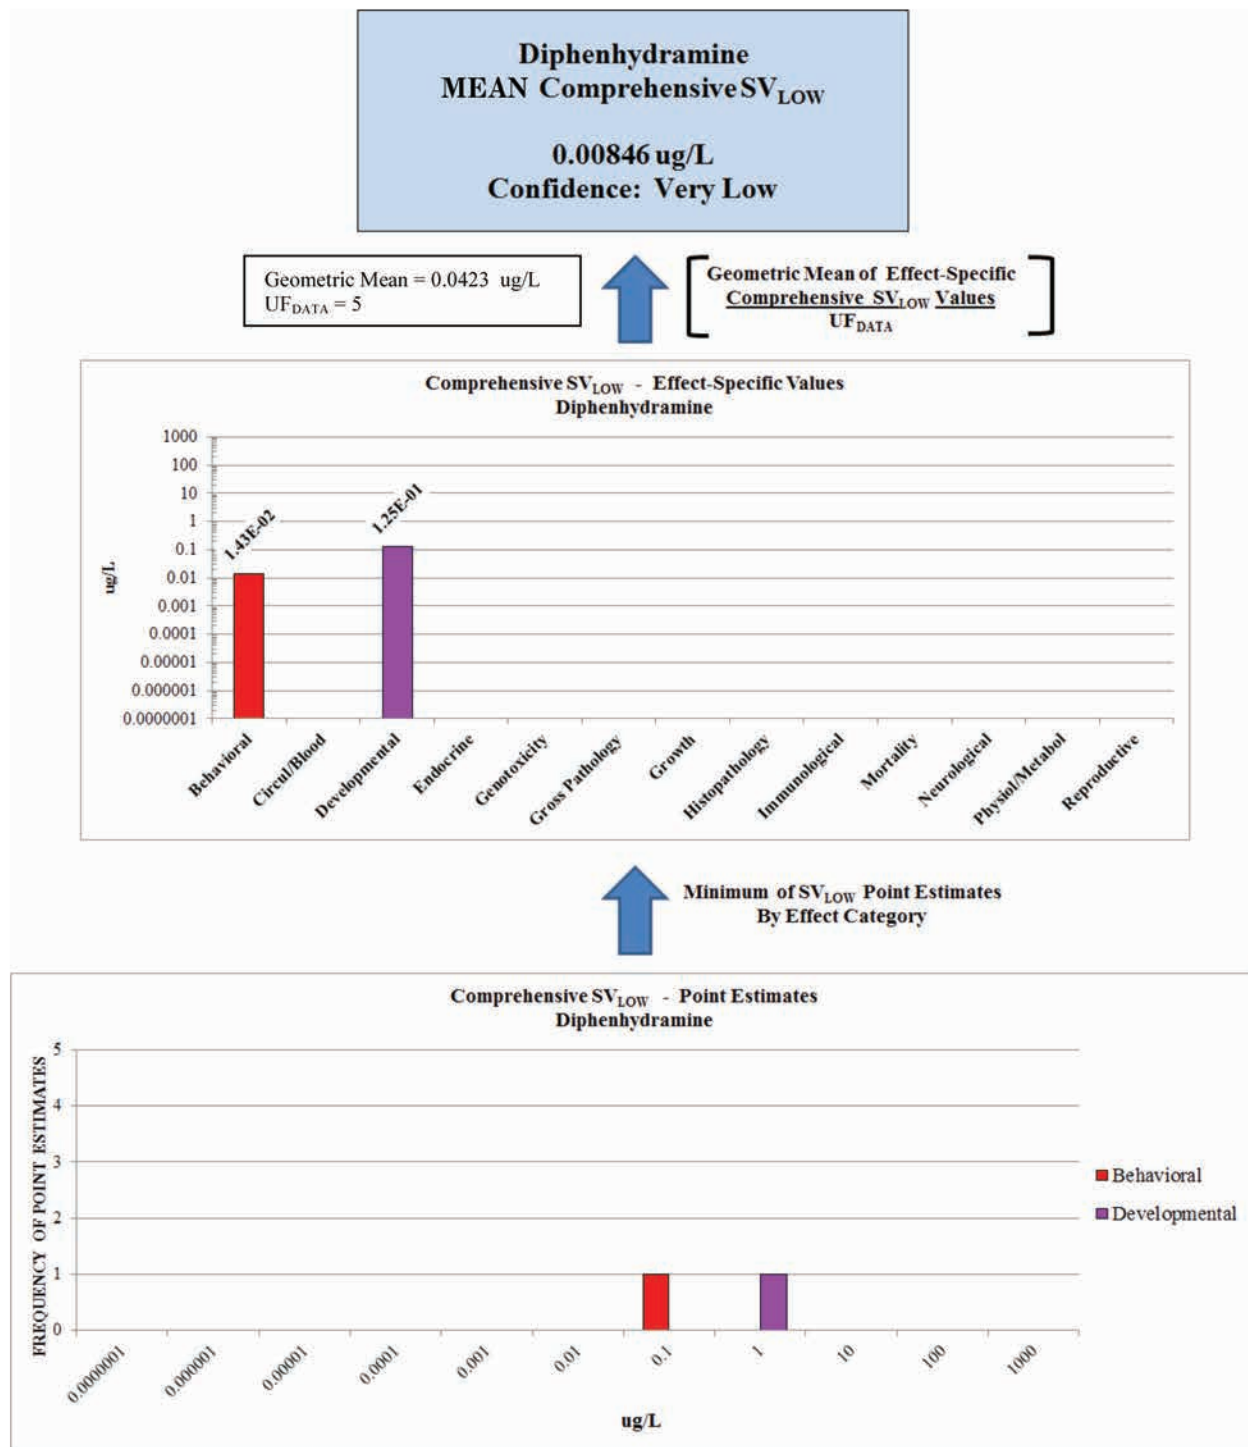 Diphenhydramine
MEAN Comprehensive SVLOW
0.00846 ug/L
Confidence: Very Low
Geometric Mean = 0.0423 ug/L
UFDATA = 5
Geometric Mean of Effect-Specific
Comprehensive SVLOW Values
UFDATA
Comprehensive SVLOW - Effect-Specific Values
Diphenhydramine
1000
100
10
1
0.1
0.01
0.001
0.0001
0.00001
0.000001
0.0000001
ug/L
1.43E-02
1.25E-01
Behavioral
Circul/Blood
Developmental
Endocrine
Genotoxicity
Gross Pathology
Growth
Histopathology
Immunological
Mortality
Neurological
Physiol/Metabol
Reproductive
Minimum of SVLOW Point Estimates
By Effect Category
Comprehensive SVLOW - Point Estimates
Diphenhydramine
FREQUENCY OF POINT ESTIMATES
5
4
3
2
1
0
0.0000001
0.000001
0.00001
0.0001
0.001
0.01
0.1
1
10
100
1000
ug/L
Behavioral
Developmental